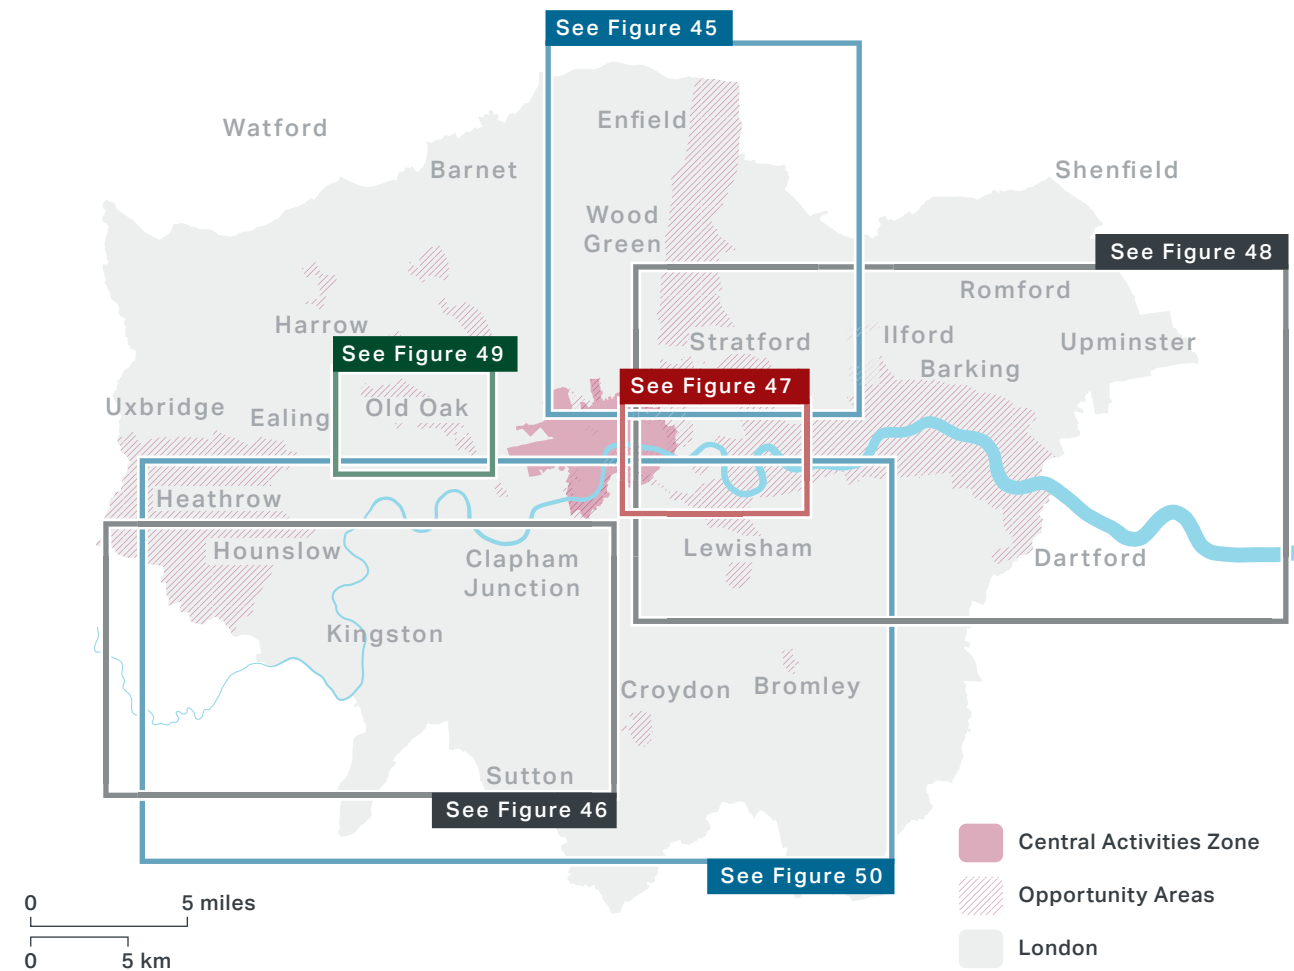 See Figure 45
Enfield
Watford
Barnet
Shenfield
Wood
Green
See Figure 48
Romford
Harrow
Stratford
Ilford
Upminster
See Figure 49
Barking
See Figure 47
Uxbridge
Ealing
Old Oak
Heathrow
Hounslow
Clapham
Junction
Lewisham
Dartford
Kingston
Croydon
Bromley
Sutton
See Figure 46
See Figure 50
Central Activities Zone
Opportunity Areas
London
0 5 miles
0 5 km